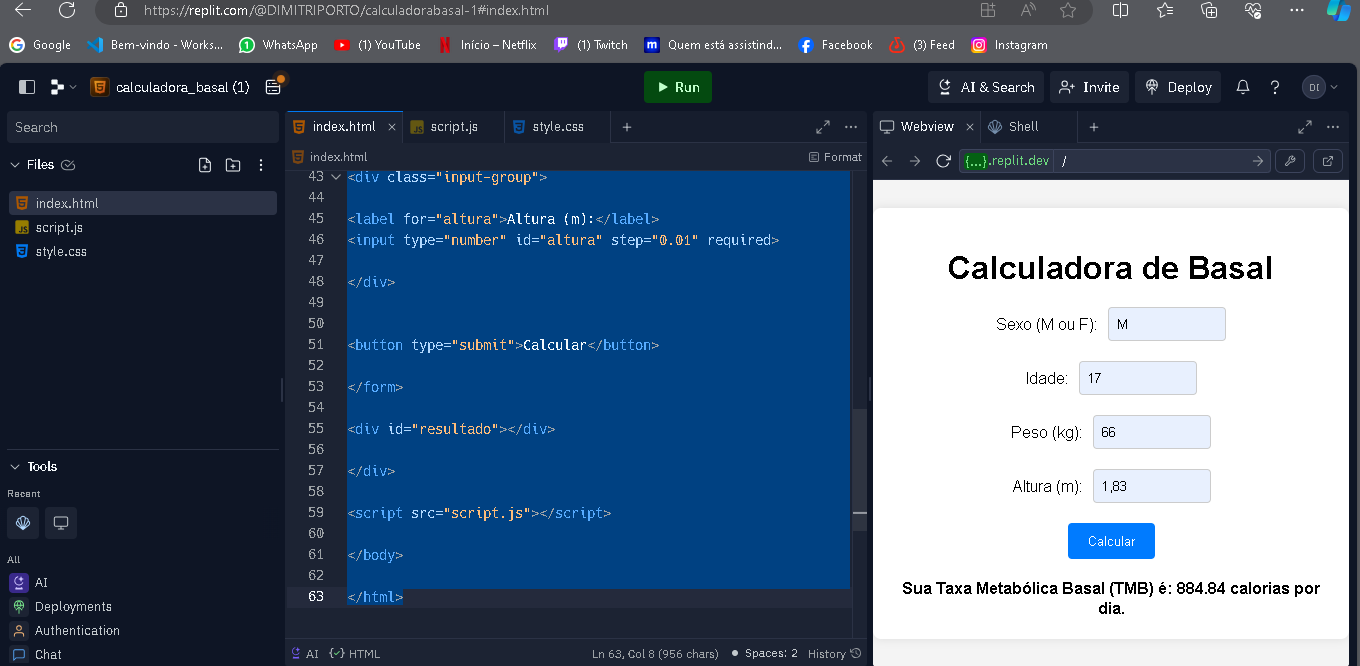 https://replit.com/@DIMITRIPORTO/calculadorabasal-1#index.html
Google
Bem-vindo - Works...
WhatsApp
(1) YouTube
Início – Netflix
(1) Twitch
Quem está assistind...
Facebook
(3) Feed
Instagram
calculadora_basal (1)
Run
AI & Search
Invite
Deploy
DI
Search
Files
index.html
script.js
style.css
Tools
Recent
All
AI
Deployments
Authentication
Chat
index.html
script.js
style.css
index.html
Format
43 <div class="input-group">
44
45 <label for="altura">Altura (m):</label>
46 <input type="number" id="altura" step="0.01" required>
47
48 </div>
49
50
51 <button type="submit">Calcular</button>
52
53 </form>
54
55 <div id="resultado"></div>
56
57 </div>
58
59 <script src="script.js"></script>
60
61 </body>
62
63 </html>
AI
HTML
Ln 63, Col 8 (956 chars)
Spaces: 2
History
Webview
Shell
{...}.replit.dev /
Calculadora de Basal
Sexo (M ou F): M
Idade: 17
Peso (kg): 66
Altura (m): 1,83
Calcular
Sua Taxa Metabólica Basal (TMB) é: 884.84 calorias por
dia.